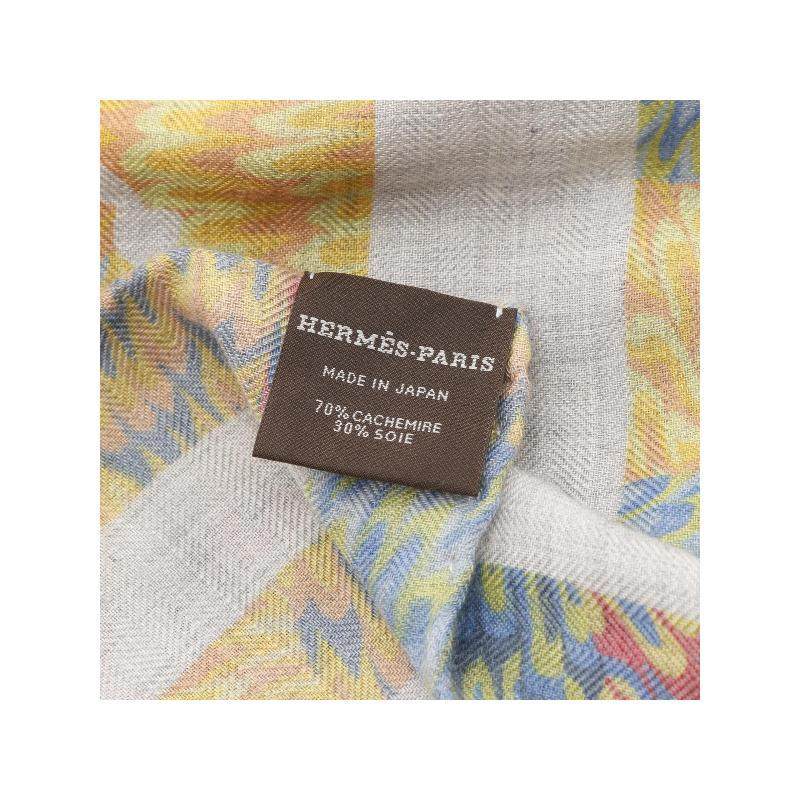 HERMÈS-PARIS
MADE IN JAPAN
70% CACHEMIRE
30% SOIE